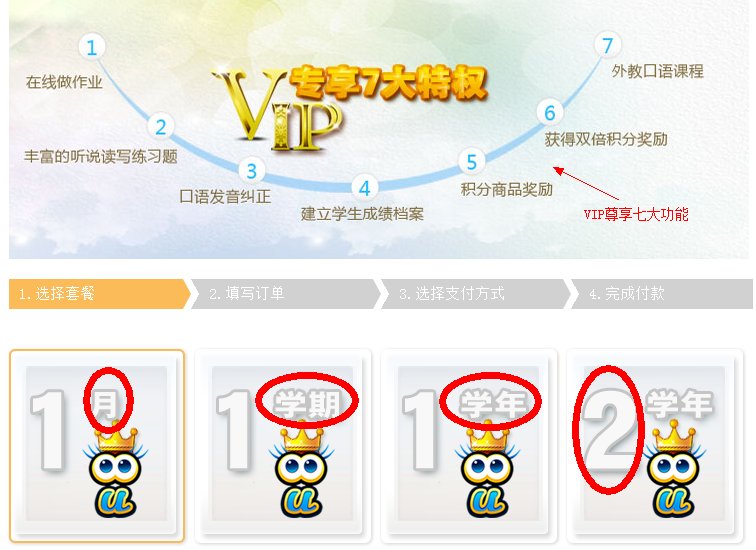 1
在线做作业
2
丰富的听说读写练习题
3
口语发音纠正
4
建立学生成绩档案
5
积分商品奖励
6
获得双倍积分奖励
7
外教口语课程
VIP专享7大特权
VIP尊享七大功能
1.选择套餐
2.填写订单
3.选择支付方式
4.完成付款
1月
u
1学期
u
1学年
u
2学年
u